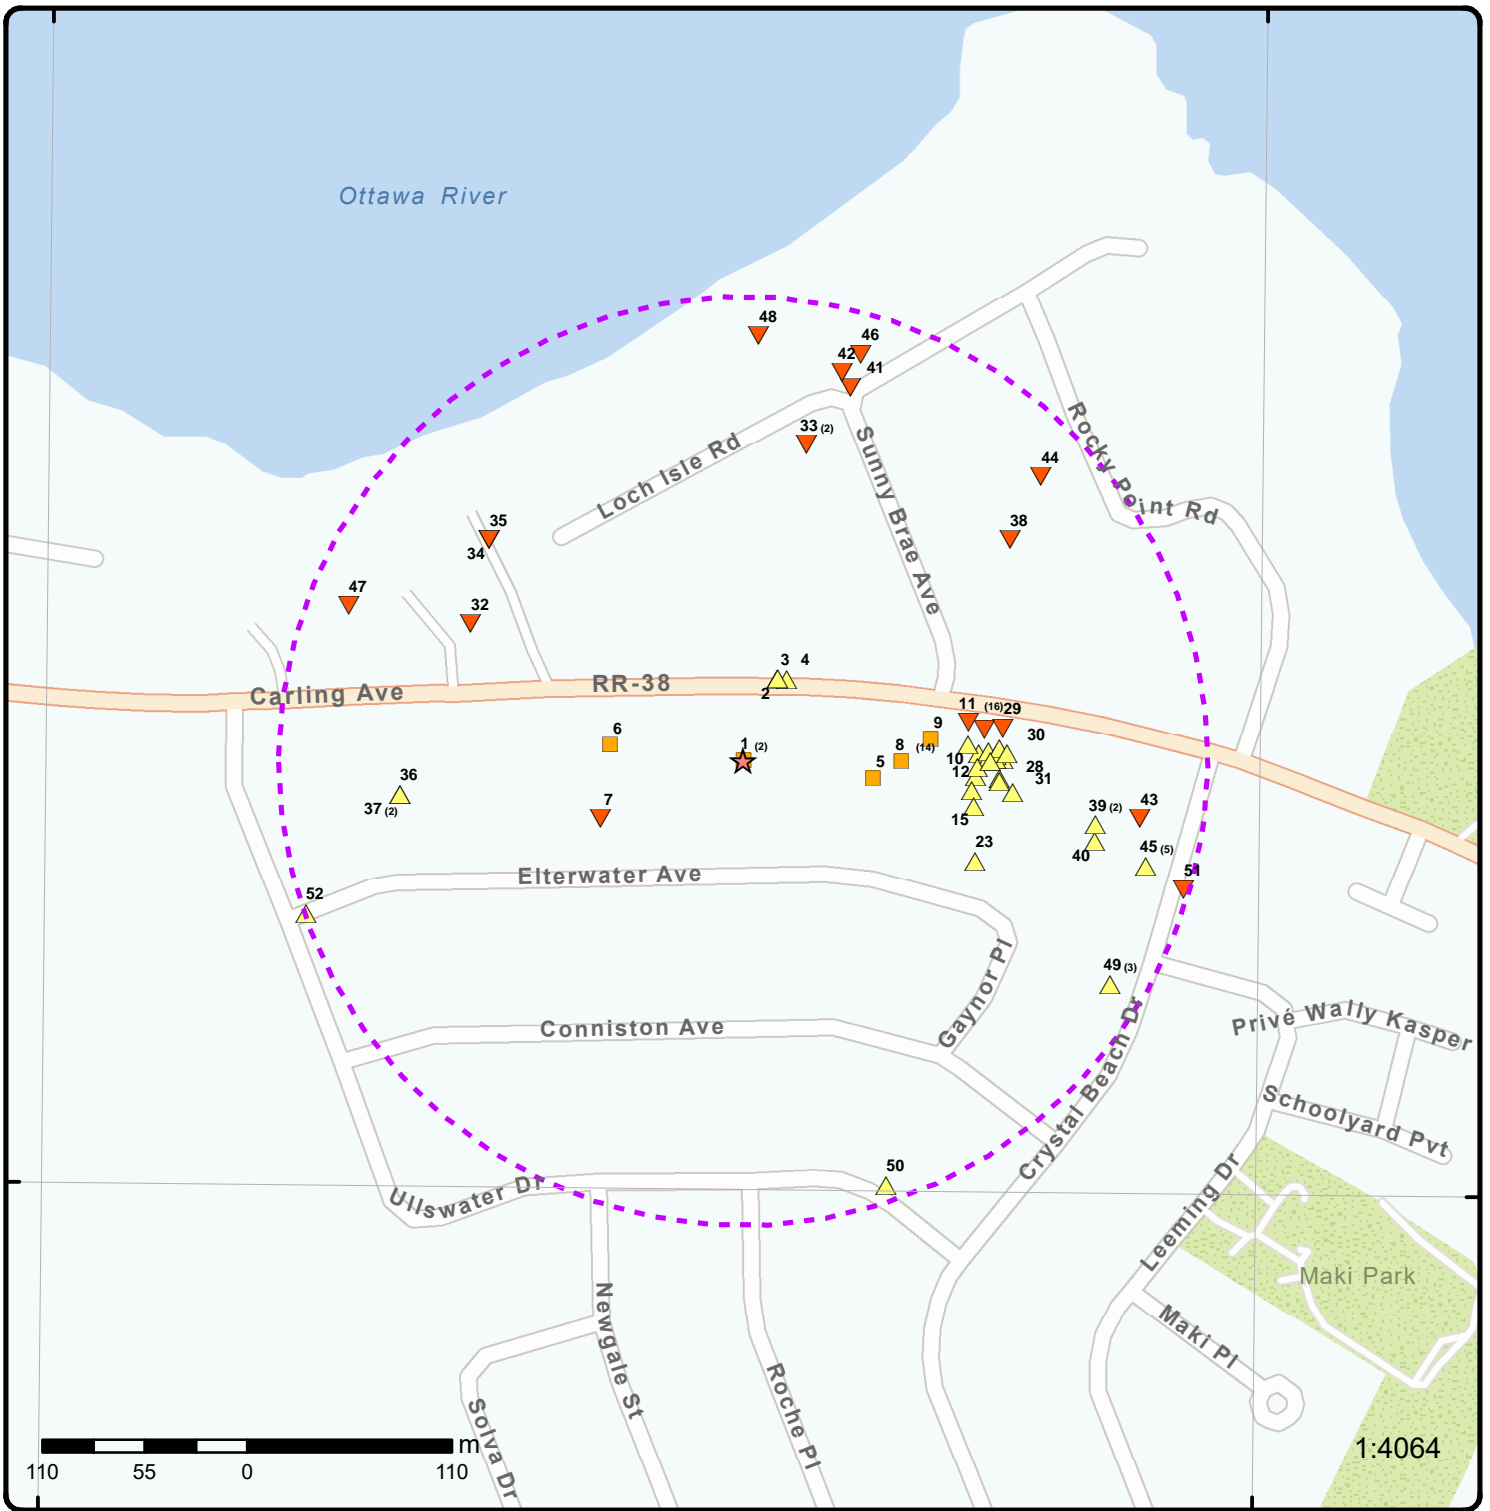 Ottawa River
48
46
42
41
33 (2)
Loch Isle Rd
Sunny Brae Ave
Rocky Point Rd
44
38
35
34
47
32
3 4
2
RR-38
Carling Ave
11 (16) 29
30
9
6
1 (2)
8 (14)
10
5
12
28
31
36
37 (2)
7
15
39 (2)
43
40
23
45 (5)
51
Elterwater Ave
52
Gaynor Pl
49 (3)
Conniston Ave
Privé Wally Kasper
Crystal Beach Dr
Schoolyard Pvt
50
Ullswater Dr
Leeming Dr
Maki Park
Newgale St
Maki Pl
Roche Pl
Solva Dr
m
110 55 0 110
1:4064